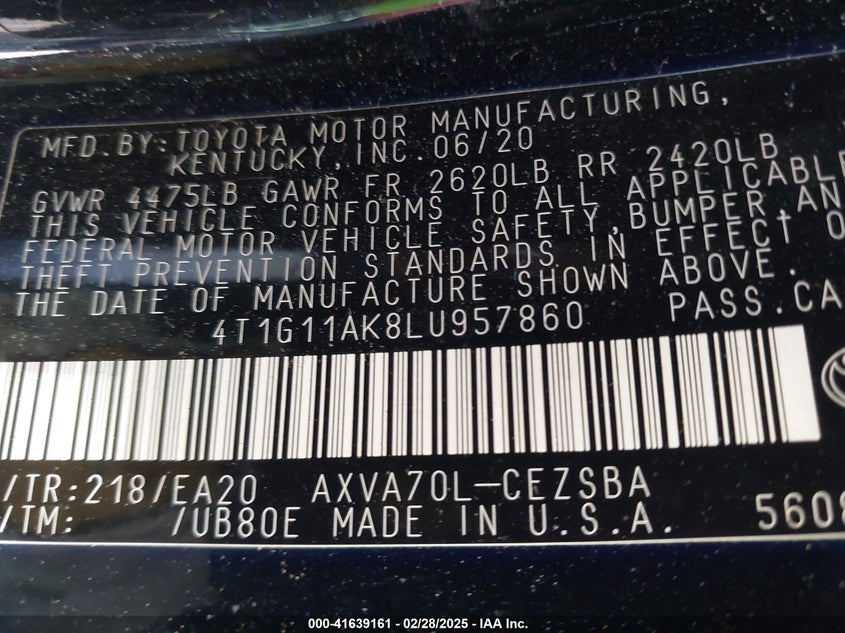 MFD.BY:TOYOTA MOTOR MANUFACTURING,
KENTUCKY,INC.06/20
GVWR 4475LB GAWR FR 2620LB RR 2420LB
THIS VEHICLE CONFORMS TO ALL APPLICABLE
FEDERAL MOTOR VEHICLE SAFETY,BUMPER,AN
THEFT PREVENTION STANDARDS IN EFFECT O
THE DATE OF MANUFACTURE SHOWN ABOVE.
4T1G11AK8LU957860 PASS.CA
/TR:218/EA20 AXVA70L-CEZSBA
/TM: /UB80E MADE IN U.S.A. 5608
000-41639161 - 02/28/2025 - IAA Inc.